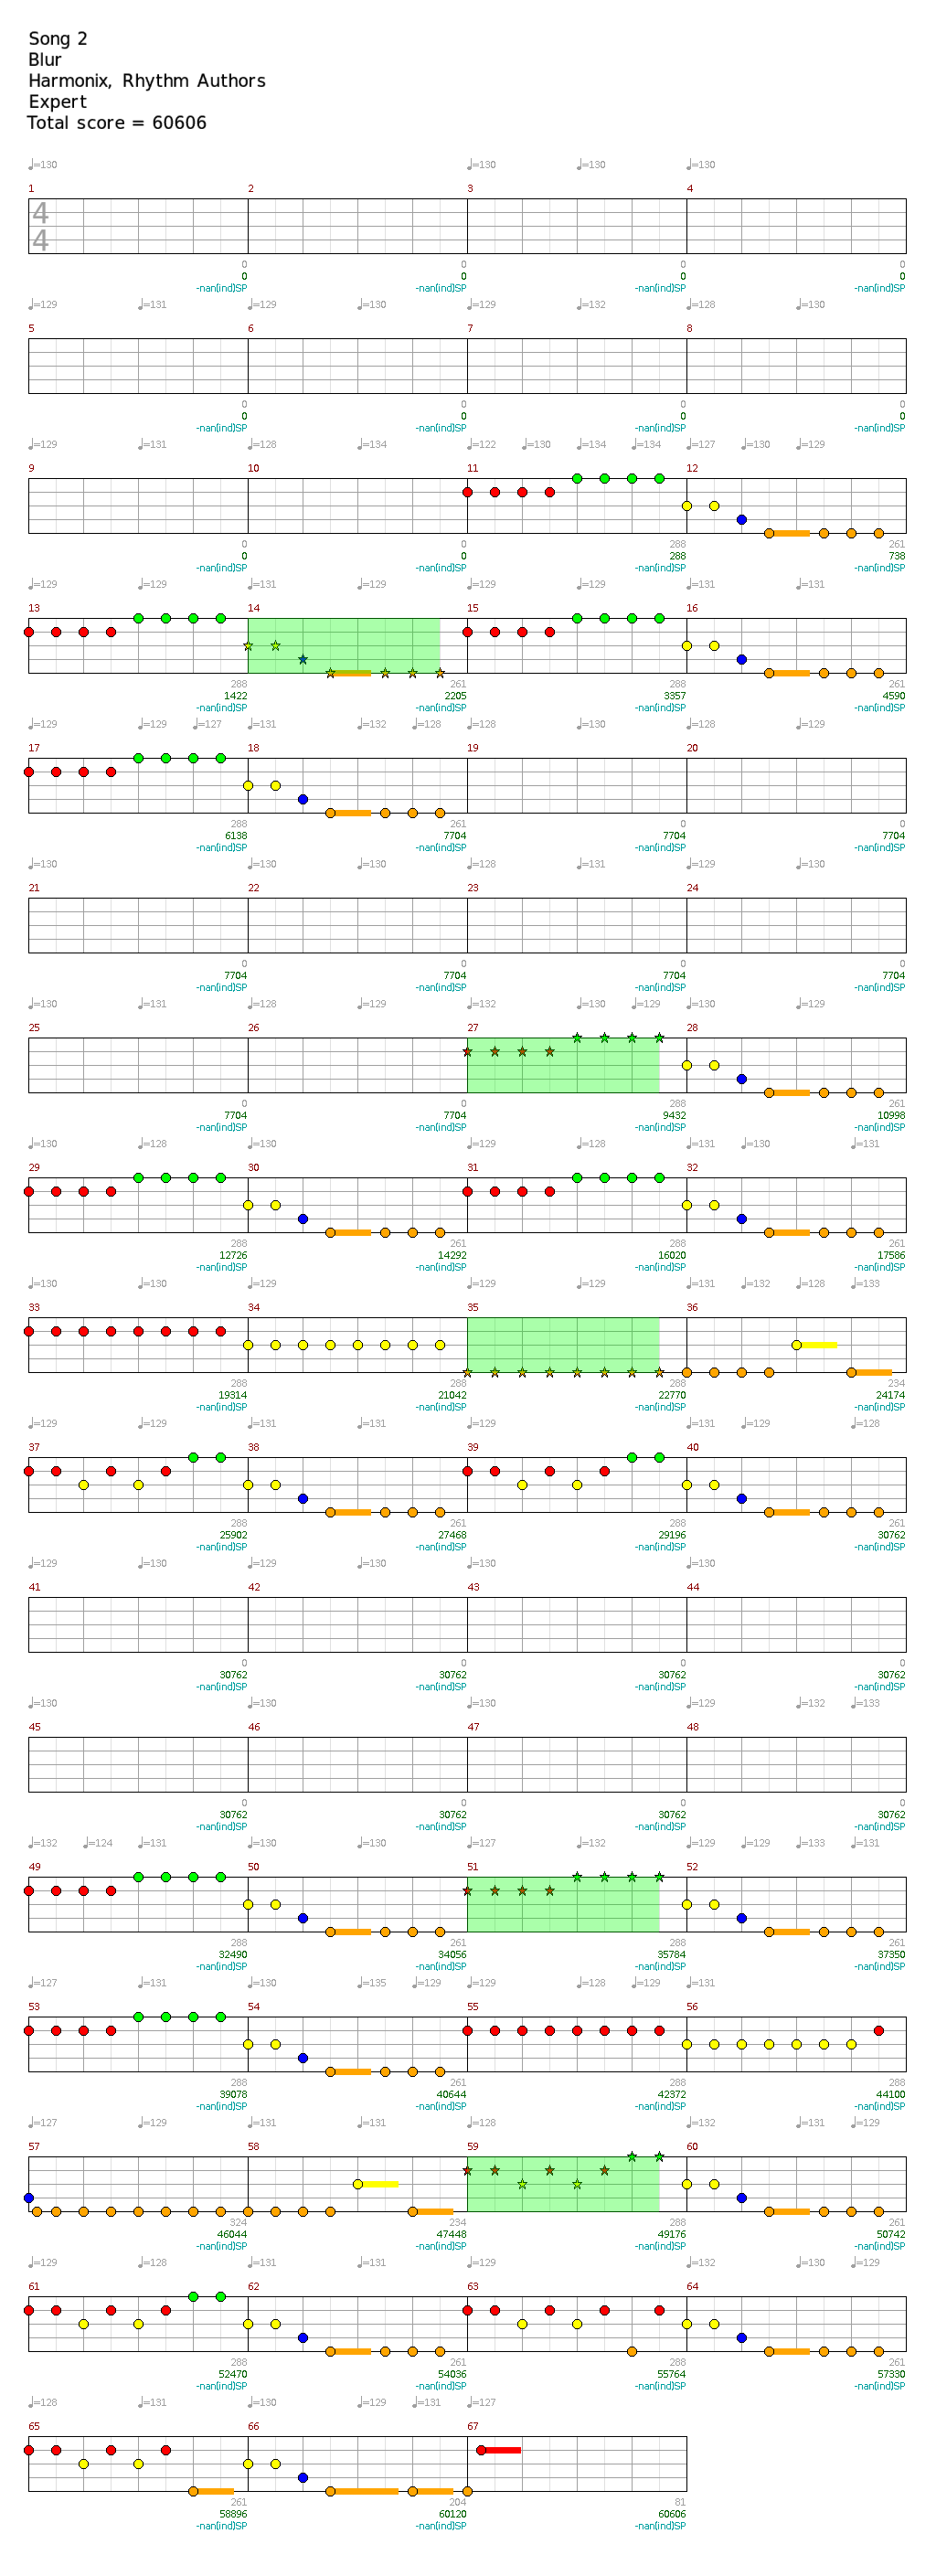 Song 2
Blur
Harmonix, Rhythm Authors
Expert
Total score = 60606
♩=130 ♩=130 ♩=130 ♩=130
1 2 3 4
4
4
0 0 0 0
0 0 0 0
-nan(ind)SP -nan(ind)SP -nan(ind)SP -nan(ind)SP
♩=129 ♩=131 ♩=129 ♩=130 ♩=129 ♩=132 ♩=128 ♩=130
5 6 7 8
0 0 0 0
0 0 0 0
-nan(ind)SP -nan(ind)SP -nan(ind)SP -nan(ind)SP
♩=129 ♩=131 ♩=128 ♩=134 ♩=122 ♩=130 ♩=134 ♩=134 ♩=127 ♩=130 ♩=129
9 10 11 12
0 0 288 261
0 0 288 738
-nan(ind)SP -nan(ind)SP -nan(ind)SP -nan(ind)SP
♩=129 ♩=129 ♩=131 ♩=129 ♩=129 ♩=129 ♩=131 ♩=131
13 14 15 16
288 261 288 261
1422 2205 3357 4590
-nan(ind)SP -nan(ind)SP -nan(ind)SP -nan(ind)SP
♩=129 ♩=129 ♩=127 ♩=131 ♩=132 ♩=128 ♩=128 ♩=130 ♩=128 ♩=129
17 18 19 20
288 261 0 0
6138 7704 7704 7704
-nan(ind)SP -nan(ind)SP -nan(ind)SP -nan(ind)SP
♩=130 ♩=130 ♩=130 ♩=128 ♩=131 ♩=129 ♩=130
21 22 23 24
0 0 0 0
7704 7704 7704 7704
-nan(ind)SP -nan(ind)SP -nan(ind)SP -nan(ind)SP
♩=130 ♩=131 ♩=128 ♩=129 ♩=132 ♩=130 ♩=129 ♩=130 ♩=129
25 26 27 28
0 0 288 261
7704 7704 9432 10998
-nan(ind)SP -nan(ind)SP -nan(ind)SP -nan(ind)SP
♩=130 ♩=128 ♩=130 ♩=129 ♩=128 ♩=131 ♩=130 ♩=131
29 30 31 32
288 261 288 261
12726 14292 16020 17586
-nan(ind)SP -nan(ind)SP -nan(ind)SP -nan(ind)SP
♩=130 ♩=130 ♩=129 ♩=129 ♩=129 ♩=131 ♩=132 ♩=128 ♩=133
33 34 35 36
288 288 288 234
19314 21042 22770 24174
-nan(ind)SP -nan(ind)SP -nan(ind)SP -nan(ind)SP
♩=129 ♩=129 ♩=129 ♩=131 ♩=129 ♩=131 ♩=129 ♩=128
37 38 39 40
288 261 288 261
25902 27468 29196 30762
-nan(ind)SP -nan(ind)SP -nan(ind)SP -nan(ind)SP
♩=129 ♩=130 ♩=129 ♩=130 ♩=130 ♩=130
41 42 43 44
0 0 0 0
30762 30762 30762 30762
-nan(ind)SP -nan(ind)SP -nan(ind)SP -nan(ind)SP
♩=130 ♩=130 ♩=130 ♩=129 ♩=132 ♩=133
45 46 47 48
0 0 0 0
30762 30762 30762 30762
-nan(ind)SP -nan(ind)SP -nan(ind)SP -nan(ind)SP
♩=132 ♩=124 ♩=131 ♩=130 ♩=130 ♩=127 ♩=132 ♩=129 ♩=129 ♩=133 ♩=131
49 50 51 52
288 261 288 261
32490 34056 35784 37350
-nan(ind)SP -nan(ind)SP -nan(ind)SP -nan(ind)SP
♩=127 ♩=131 ♩=130 ♩=135 ♩=129 ♩=129 ♩=128 ♩=129 ♩=131
53 54 55 56
288 261 288 288
39078 40644 42372 44100
-nan(ind)SP -nan(ind)SP -nan(ind)SP -nan(ind)SP
♩=127 ♩=129 ♩=131 ♩=131 ♩=128 ♩=132 ♩=131 ♩=129
57 58 59 60
324 234 288 261
46044 47448 49176 50742
-nan(ind)SP -nan(ind)SP -nan(ind)SP -nan(ind)SP
♩=129 ♩=128 ♩=131 ♩=131 ♩=129 ♩=132 ♩=130 ♩=129
61 62 63 64
288 261 288 261
52470 54036 55764 57330
-nan(ind)SP -nan(ind)SP -nan(ind)SP -nan(ind)SP
♩=128 ♩=131 ♩=130 ♩=129 ♩=131 ♩=127
65 66 67
261 204 81
58896 60120 60606
-nan(ind)SP -nan(ind)SP -nan(ind)SP